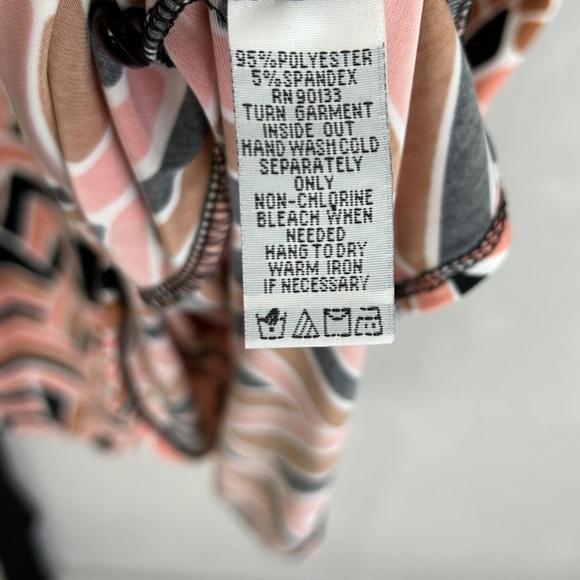 95%POLYESTER
5%SPANDEX
RN90133
TURN GARMENT
INSIDE OUT
HAND WASH COLD
SEPARATELY
ONLY
NON-CHLORINE
BLEACH WHEN
NEEDED
HANG TO DRY
WARM IRON
IF NECESSARY